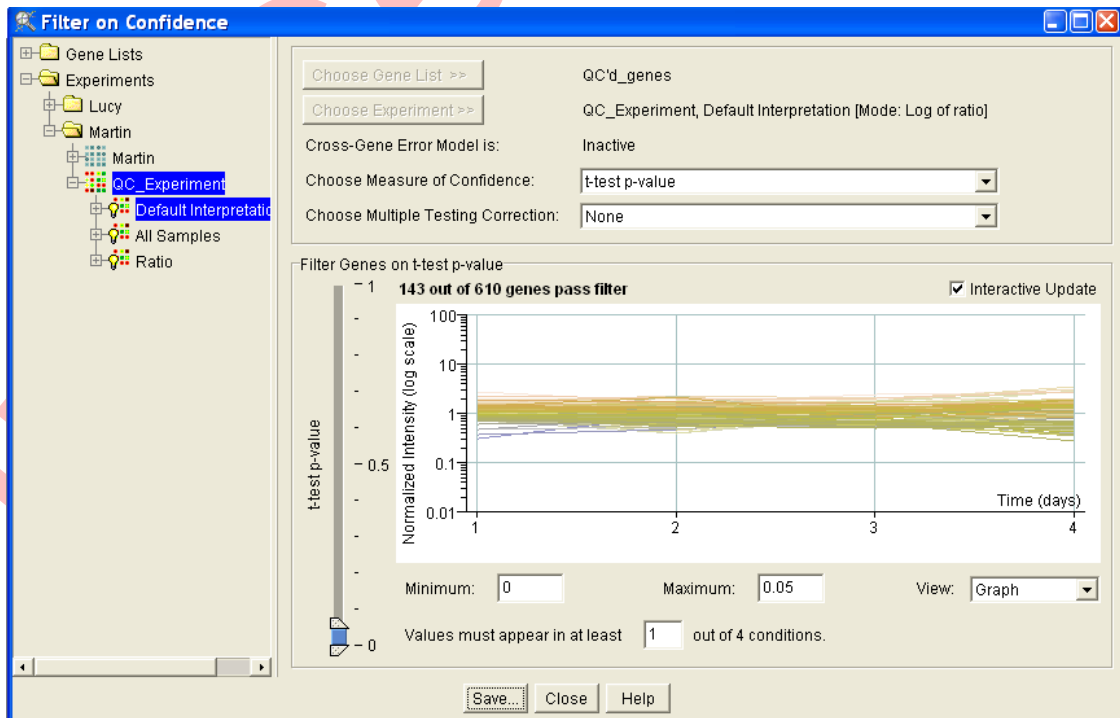 Filter on Confidence
Gene Lists
Experiments
Lucy
Martin
Martin
QC_Experiment
Default Interpretatio
All Samples
Ratio
Choose Gene List >>
QC'd_genes
Choose Experiment >>
QC_Experiment, Default Interpretation [Mode: Log of ratio]
Cross-Gene Error Model is:
Inactive
Choose Measure of Confidence:
t-test p-value
Choose Multiple Testing Correction:
None
Filter Genes on t-test p-value
143 out of 610 genes pass filter
Interactive Update
t-test p-value
1
0.5
0
Normalized Intensity (log scale)
100
10
1
0.1
0.01
Time (days)
1
2
3
4
Minimum:
0
Maximum:
0.05
View:
Graph
Values must appear in at least 1 out of 4 conditions.
Save...
Close
Help